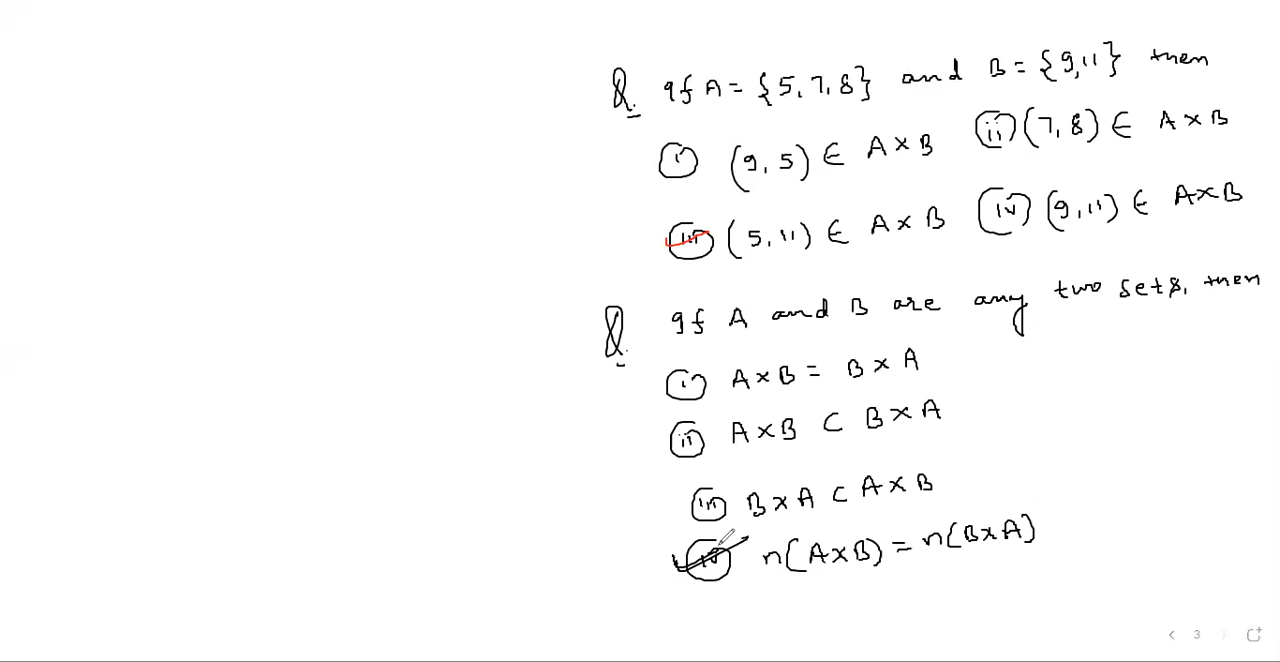 Q. If A = {5, 7, 8} and B = {9, 11} then
(i) (9, 5) ∈ A × B (ii) (7, 8) ∈ A × B
(iii) (5, 11) ∈ A × B (iv) (9, 11) ∈ A × B
Q. If A and B are any two sets, then
(i) A × B = B × A
(ii) A × B ⊂ B × A
(iii) B × A ⊂ A × B
(iv) n(A × B) = n(B × A)
3